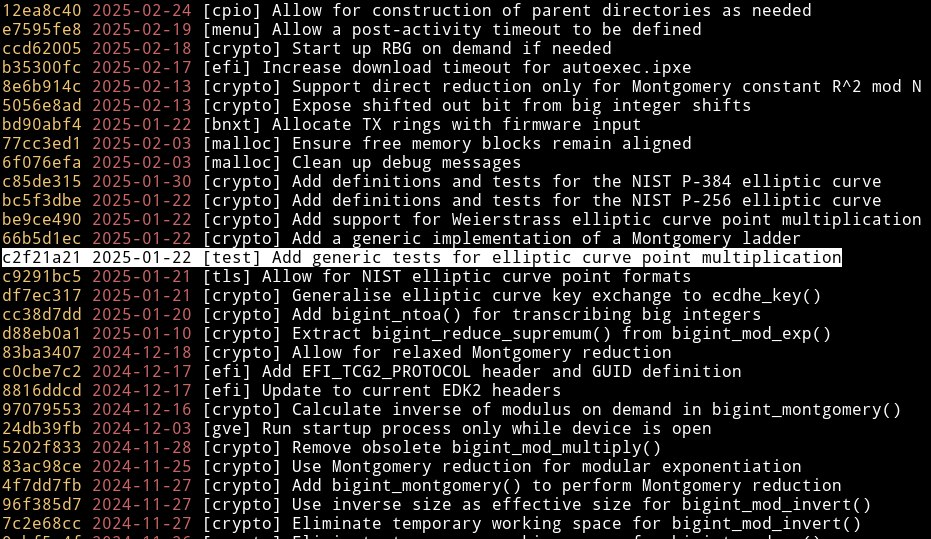 12ea8c40 2025-02-24 [cpio] Allow for construction of parent directories as needed
e7595fe8 2025-02-19 [menu] Allow a post-activity timeout to be defined
ccd62005 2025-02-18 [crypto] Start up RBG on demand if needed
b35300fc 2025-02-17 [efi] Increase download timeout for autoexec.ipxe
8e6b914c 2025-02-13 [crypto] Support direct reduction only for Montgomery constant R^2 mod N
5056e8ad 2025-02-13 [crypto] Expose shifted out bit from big integer shifts
bd90abf4 2025-01-22 [bnxt] Allocate TX rings with firmware input
77cc3ed1 2025-02-03 [malloc] Ensure free memory blocks remain aligned
6f076efa 2025-02-03 [malloc] Clean up debug messages
c85de315 2025-01-30 [crypto] Add definitions and tests for the NIST P-384 elliptic curve
bc5f3dbe 2025-01-22 [crypto] Add definitions and tests for the NIST P-256 elliptic curve
be9ce490 2025-01-22 [crypto] Add support for Weierstrass elliptic curve point multiplication
66b5d1ec 2025-01-22 [crypto] Add a generic implementation of a Montgomery ladder
c2f21a21 2025-01-22 [test] Add generic tests for elliptic curve point multiplication
c9291bc5 2025-01-21 [tls] Allow for NIST elliptic curve point formats
df7ec317 2025-01-21 [crypto] Generalise elliptic curve key exchange to ecdhe_key()
cc38d7dd 2025-01-20 [crypto] Add bigint_ntoa() for transcribing big integers
d88eb0a1 2025-01-10 [crypto] Extract bigint_reduce_supremum() from bigint_mod_exp()
83ba3407 2024-12-18 [crypto] Allow for relaxed Montgomery reduction
c0cbe7c2 2024-12-17 [efi] Add EFI_TCG2_PROTOCOL header and GUID definition
8816ddcd 2024-12-17 [efi] Update to current EDK2 headers
97079553 2024-12-16 [crypto] Calculate inverse of modulus on demand in bigint_montgomery()
24db39fb 2024-12-03 [gve] Run startup process only while device is open
5202f833 2024-11-28 [crypto] Remove obsolete bigint_mod_multiply()
83ac98ce 2024-11-25 [crypto] Use Montgomery reduction for modular exponentiation
4f7dd7fb 2024-11-27 [crypto] Add bigint_montgomery() to perform Montgomery reduction
96f385d7 2024-11-27 [crypto] Use inverse size as effective size for bigint_mod_invert()
7c2e68cc 2024-11-27 [crypto] Eliminate temporary working space for bigint_mod_invert()